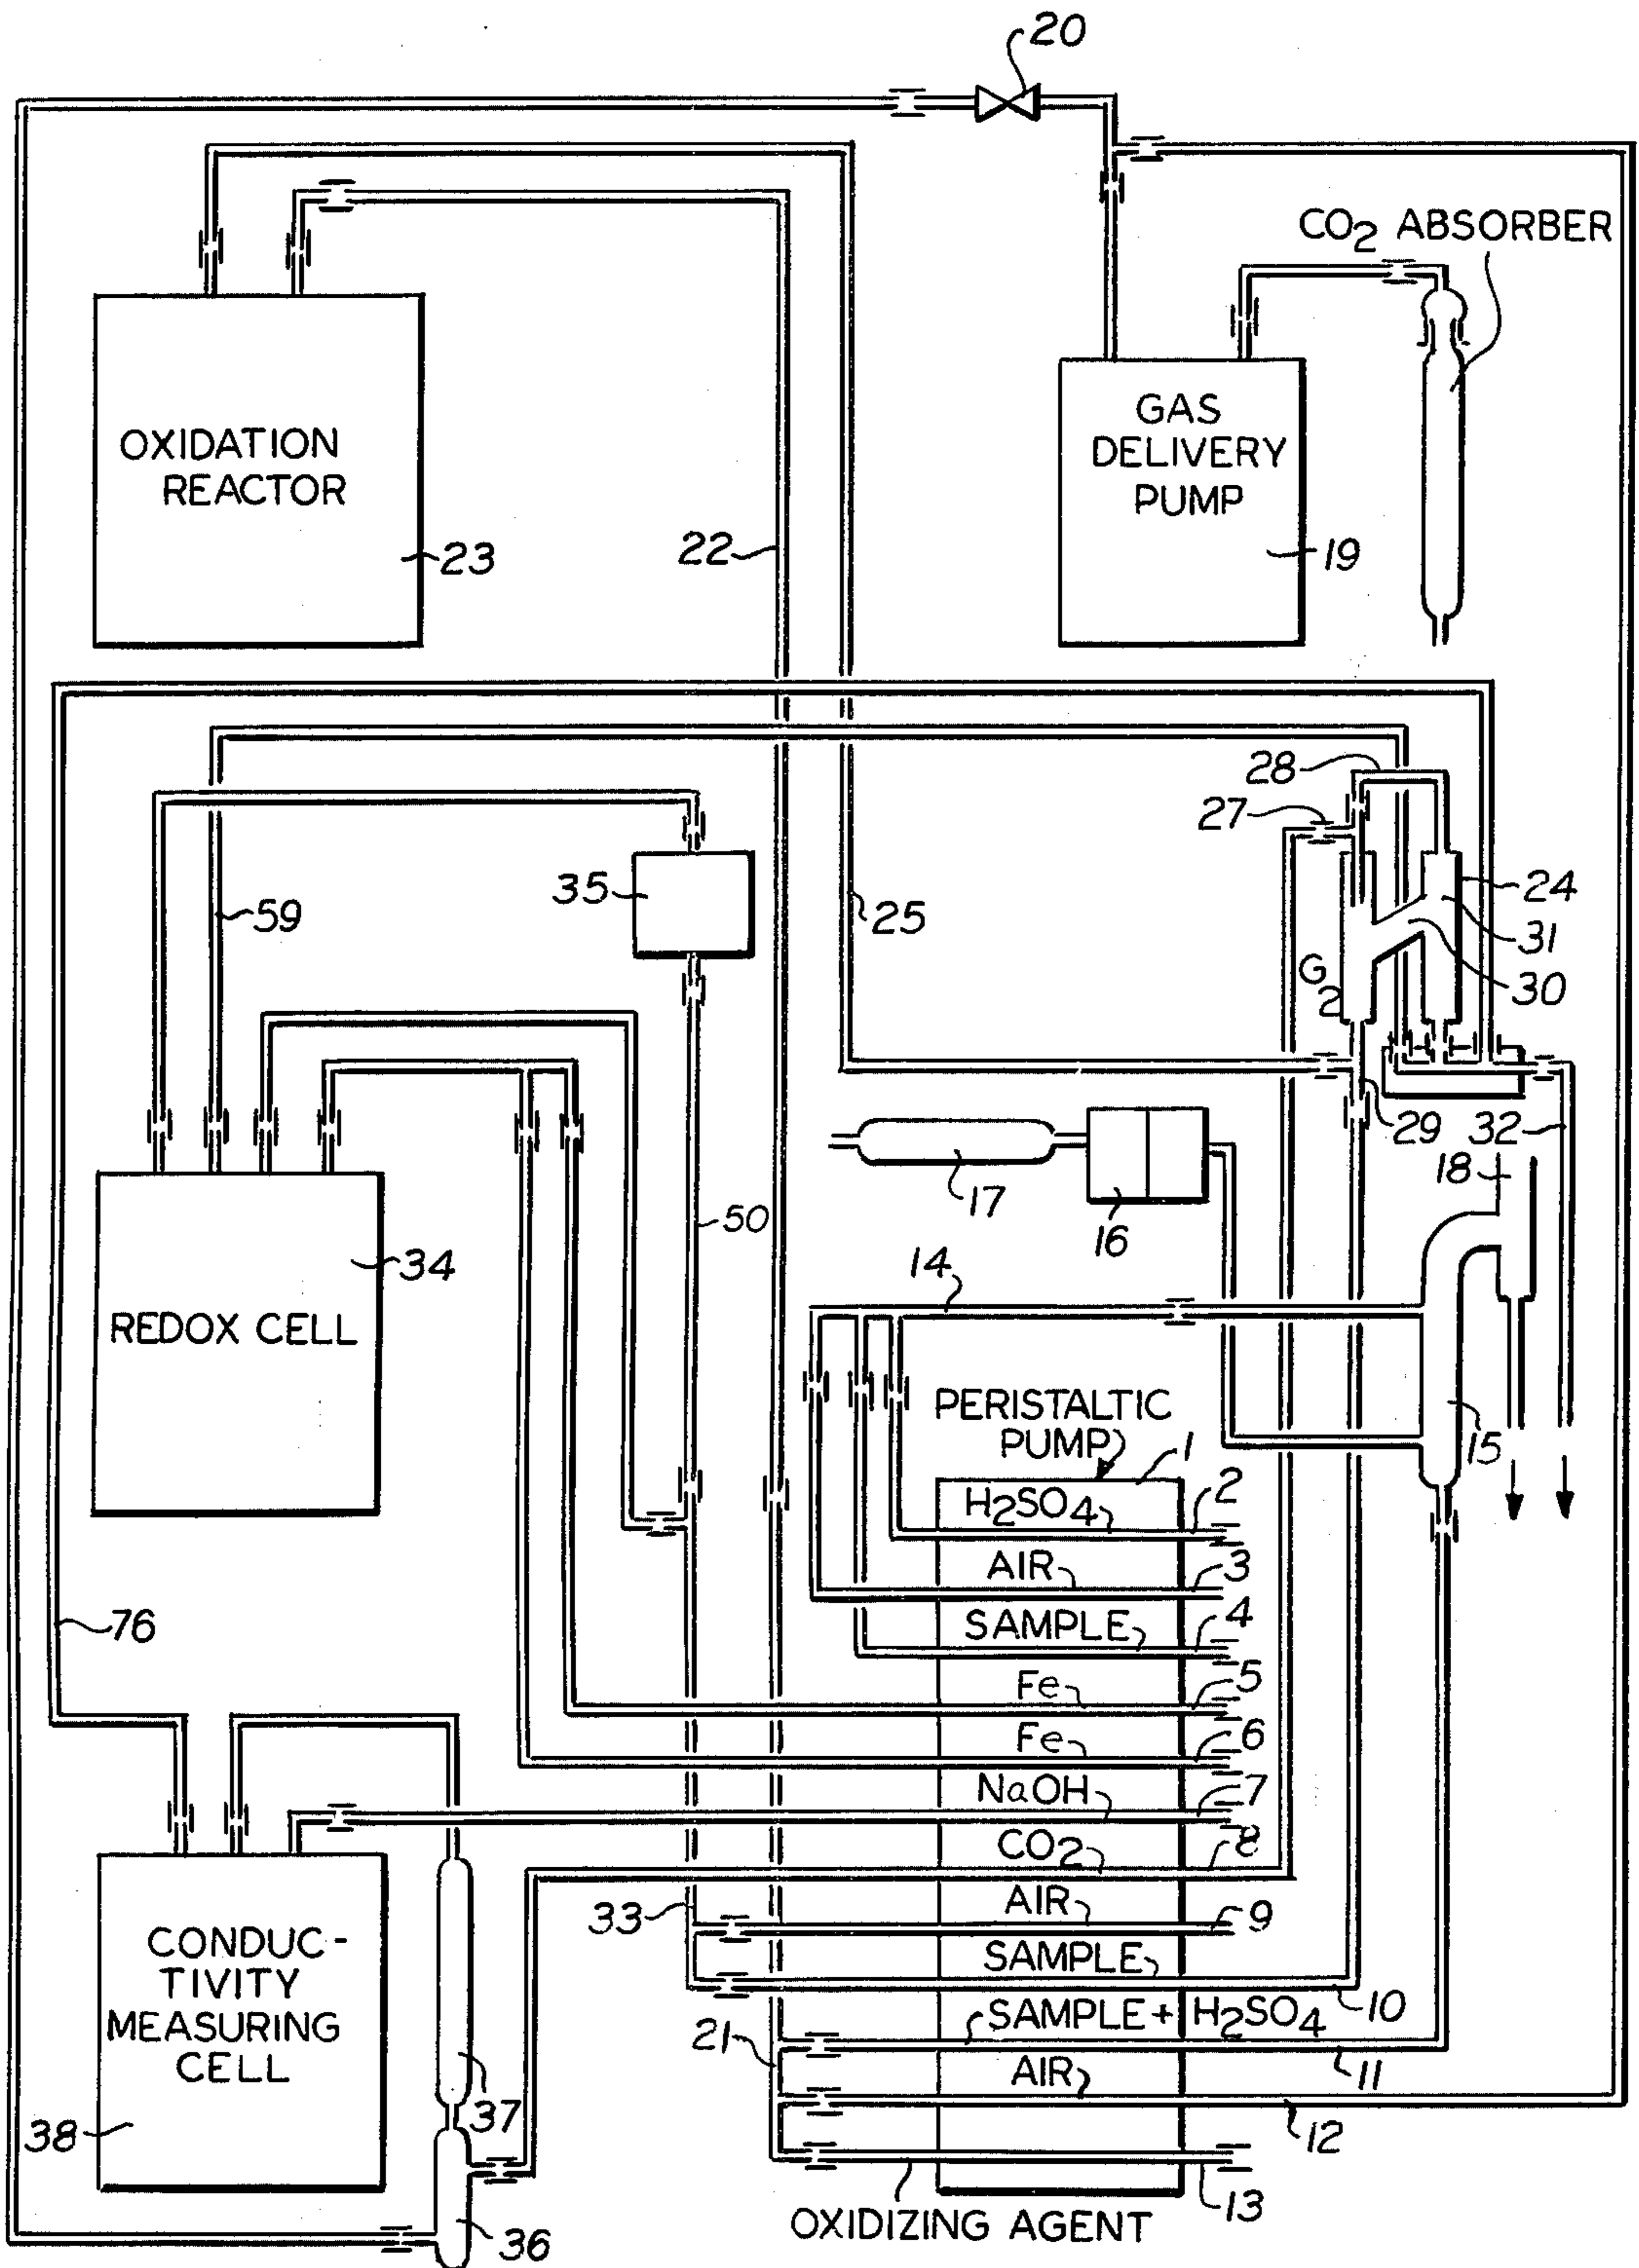 20
CO2 ABSORBER
OXIDATION
REACTOR
23
22
GAS
DELIVERY
PUMP
19
28
27
24
31
30
G2
35
59
25
29
32
18
17
16
50
34
REDOX CELL
14
15
PERISTALTIC
PUMP
1
H2SO4
2
AIR
3
SAMPLE
4
Fe
5
Fe
6
NaOH
7
CO2
8
AIR
9
SAMPLE
10
SAMPLE + H2SO4
11
AIR
12
13
OXIDIZING AGENT
76
33
21
CONDUC-
TIVITY
MEASURING
CELL
38
37
36